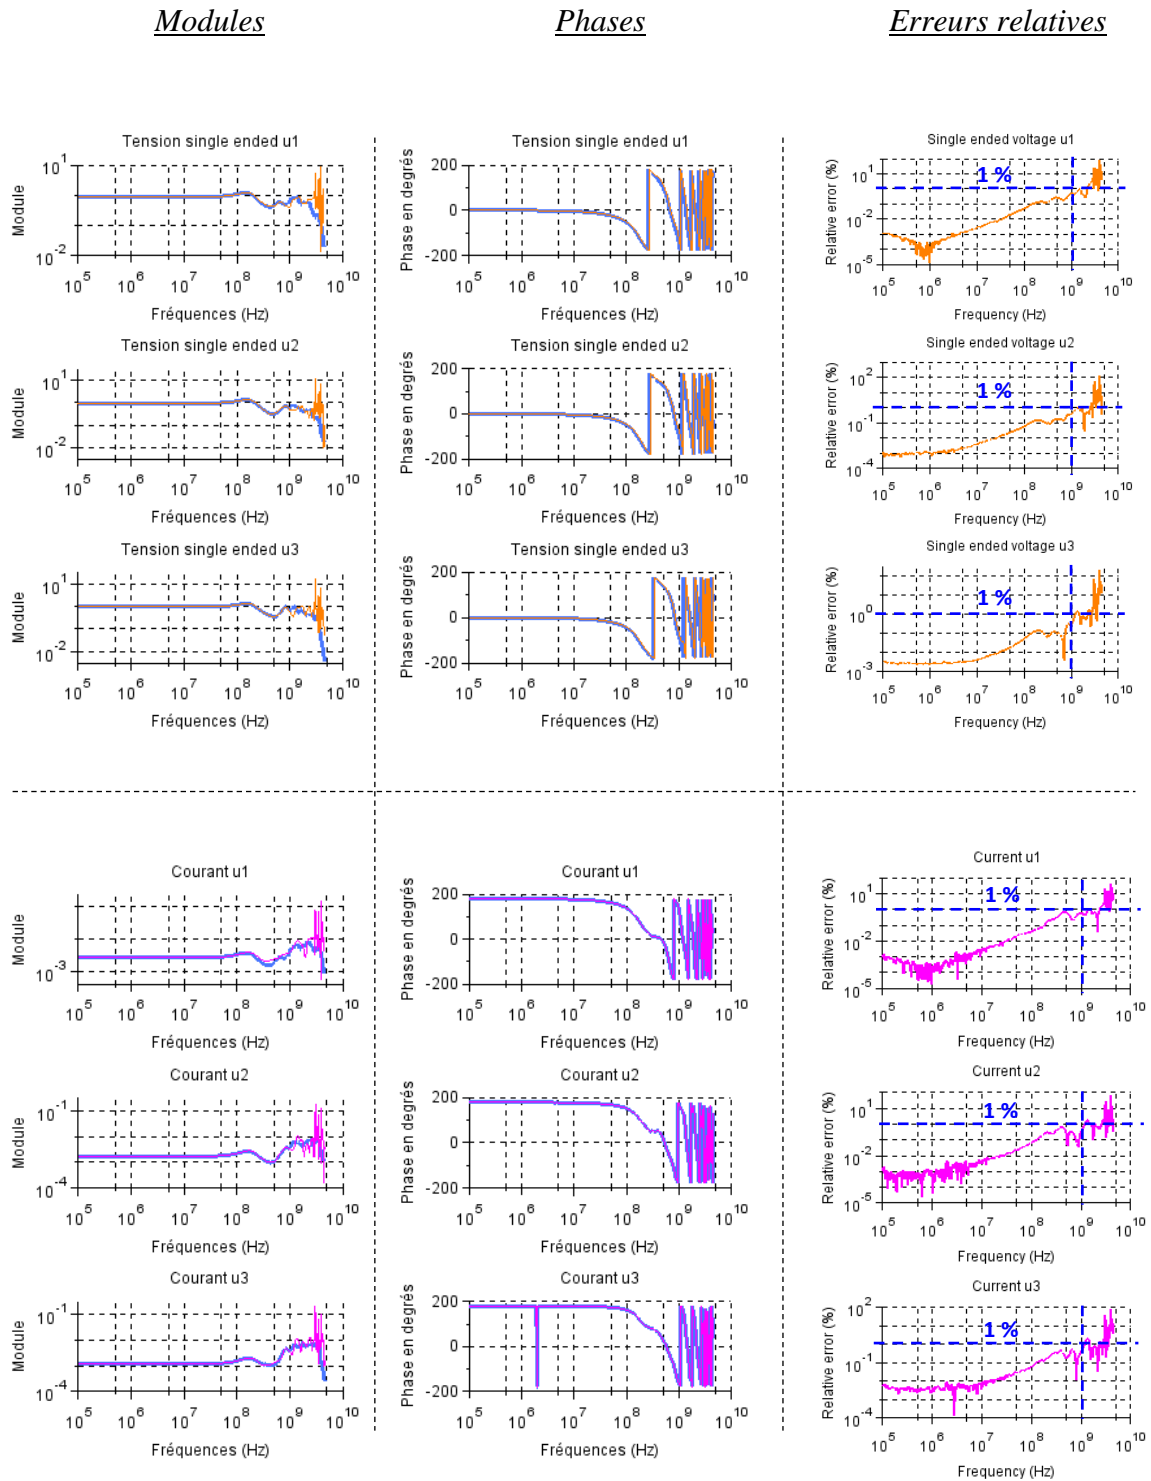 Modules Phases Erreurs relatives
Tension single ended u1
Module
10^1
10^-2
10^5 10^6 10^7 10^8 10^9 10^10
Fréquences (Hz)
Tension single ended u1
Phase en degrés
200
0
-200
10^5 10^6 10^7 10^8 10^9 10^10
Fréquences (Hz)
Single ended voltage u1
Relative error (%)
10^1
10^-2
10^-5
1 %
10^5 10^6 10^7 10^8 10^9 10^10
Frequency (Hz)
Tension single ended u2
Module
10^1
10^-2
10^5 10^6 10^7 10^8 10^9 10^10
Fréquences (Hz)
Tension single ended u2
Phase en degrés
200
0
-200
10^5 10^6 10^7 10^8 10^9 10^10
Fréquences (Hz)
Single ended voltage u2
Relative error (%)
10^2
10^-1
10^-4
1 %
10^5 10^6 10^7 10^8 10^9 10^10
Frequency (Hz)
Tension single ended u3
Module
10^1
10^-2
10^5 10^6 10^7 10^8 10^9 10^10
Fréquences (Hz)
Tension single ended u3
Phase en degrés
200
0
-200
10^5 10^6 10^7 10^8 10^9 10^10
Fréquences (Hz)
Single ended voltage u3
Relative error (%)
10^0
10^-3
1 %
10^5 10^6 10^7 10^8 10^9 10^10
Frequency (Hz)
Courant u1
Module
10^-3
10^5 10^6 10^7 10^8 10^9 10^10
Fréquences (Hz)
Courant u1
Phase en degrés
200
0
-200
10^5 10^6 10^7 10^8 10^9 10^10
Fréquences (Hz)
Current u1
Relative error (%)
10^1
10^-2
10^-5
1 %
10^5 10^6 10^7 10^8 10^9 10^10
Frequency (Hz)
Courant u2
Module
10^-1
10^-4
10^5 10^6 10^7 10^8 10^9 10^10
Fréquences (Hz)
Courant u2
Phase en degrés
200
0
-200
10^5 10^6 10^7 10^8 10^9 10^10
Fréquences (Hz)
Current u2
Relative error (%)
10^1
10^-2
10^-5
1 %
10^5 10^6 10^7 10^8 10^9 10^10
Frequency (Hz)
Courant u3
Module
10^-1
10^-4
10^5 10^6 10^7 10^8 10^9 10^10
Fréquences (Hz)
Courant u3
Phase en degrés
200
0
-200
10^5 10^6 10^7 10^8 10^9 10^10
Fréquences (Hz)
Current u3
Relative error (%)
10^2
10^-1
10^-4
1 %
10^5 10^6 10^7 10^8 10^9 10^10
Frequency (Hz)